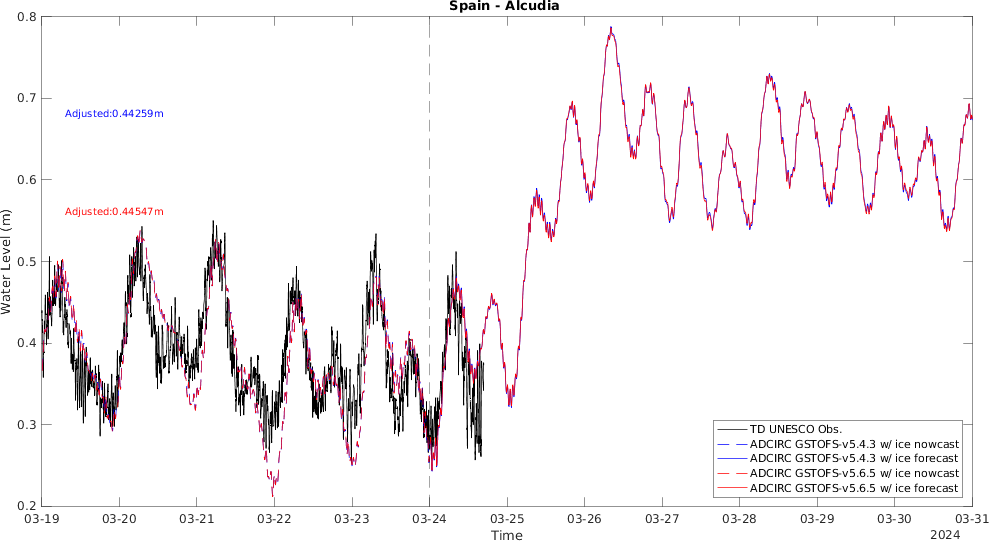 Spain - Alcudia
0.8
0.7
0.6
0.5
0.4
0.3
0.2
Water Level (m)
Adjusted:0.44259m
Adjusted:0.44547m
TD UNESCO Obs.
ADCIRC GSTOFS-v5.4.3 w/ ice nowcast
ADCIRC GSTOFS-v5.4.3 w/ ice forecast
ADCIRC GSTOFS-v5.6.5 w/ ice nowcast
ADCIRC GSTOFS-v5.6.5 w/ ice forecast
03-19 03-20 03-21 03-22 03-23 03-24 03-25 03-26 03-27 03-28 03-29 03-30 03-31
Time
2024